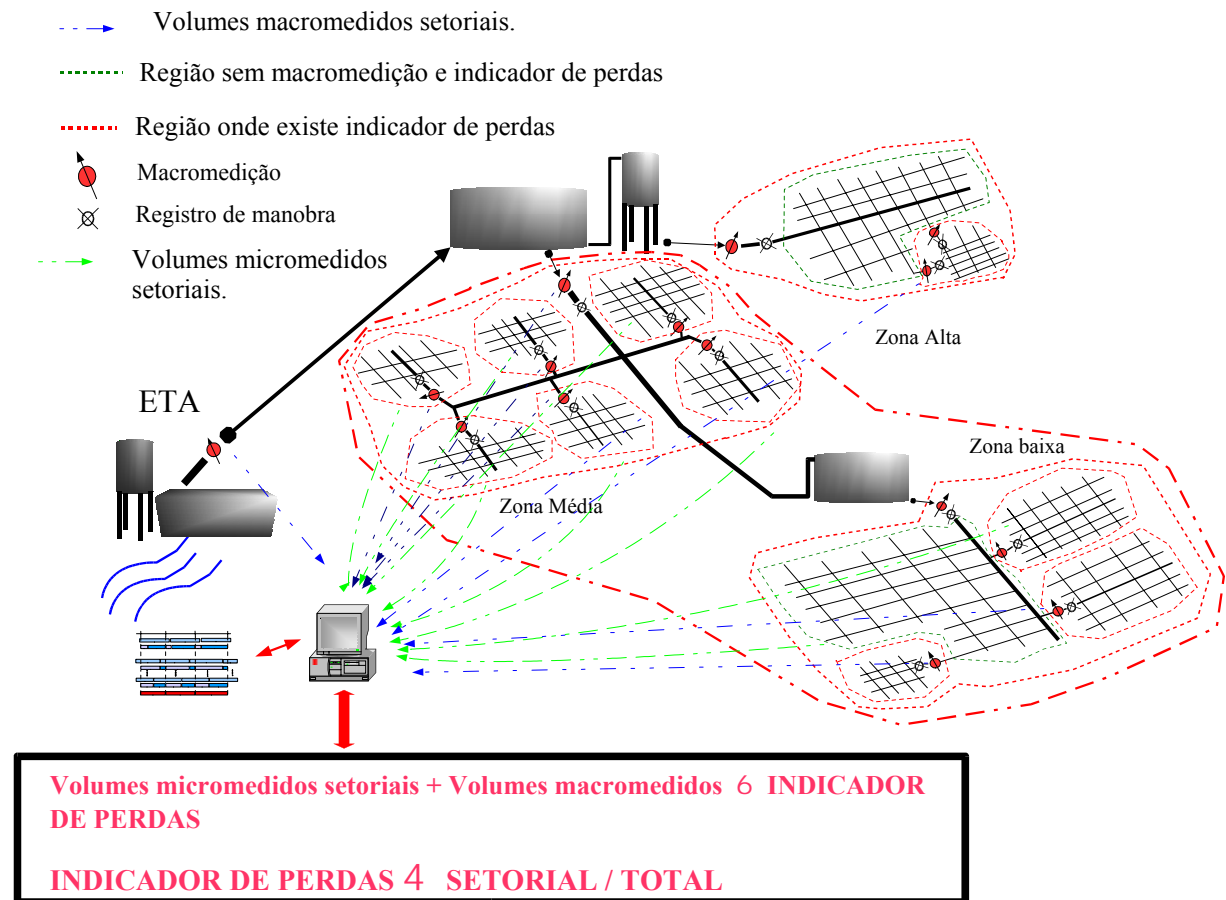 Volumes macromedidos setoriais.
Região sem macromedição e indicador de perdas
Região onde existe indicador de perdas
Macromedição
Registro de manobra
Volumes micromedidos
setoriais.
Zona Alta
ETA
Zona baixa
Zona Média
Volumes micromedidos setoriais + Volumes macromedidos 6 INDICADOR
DE PERDAS
INDICADOR DE PERDAS 4 SETORIAL / TOTAL